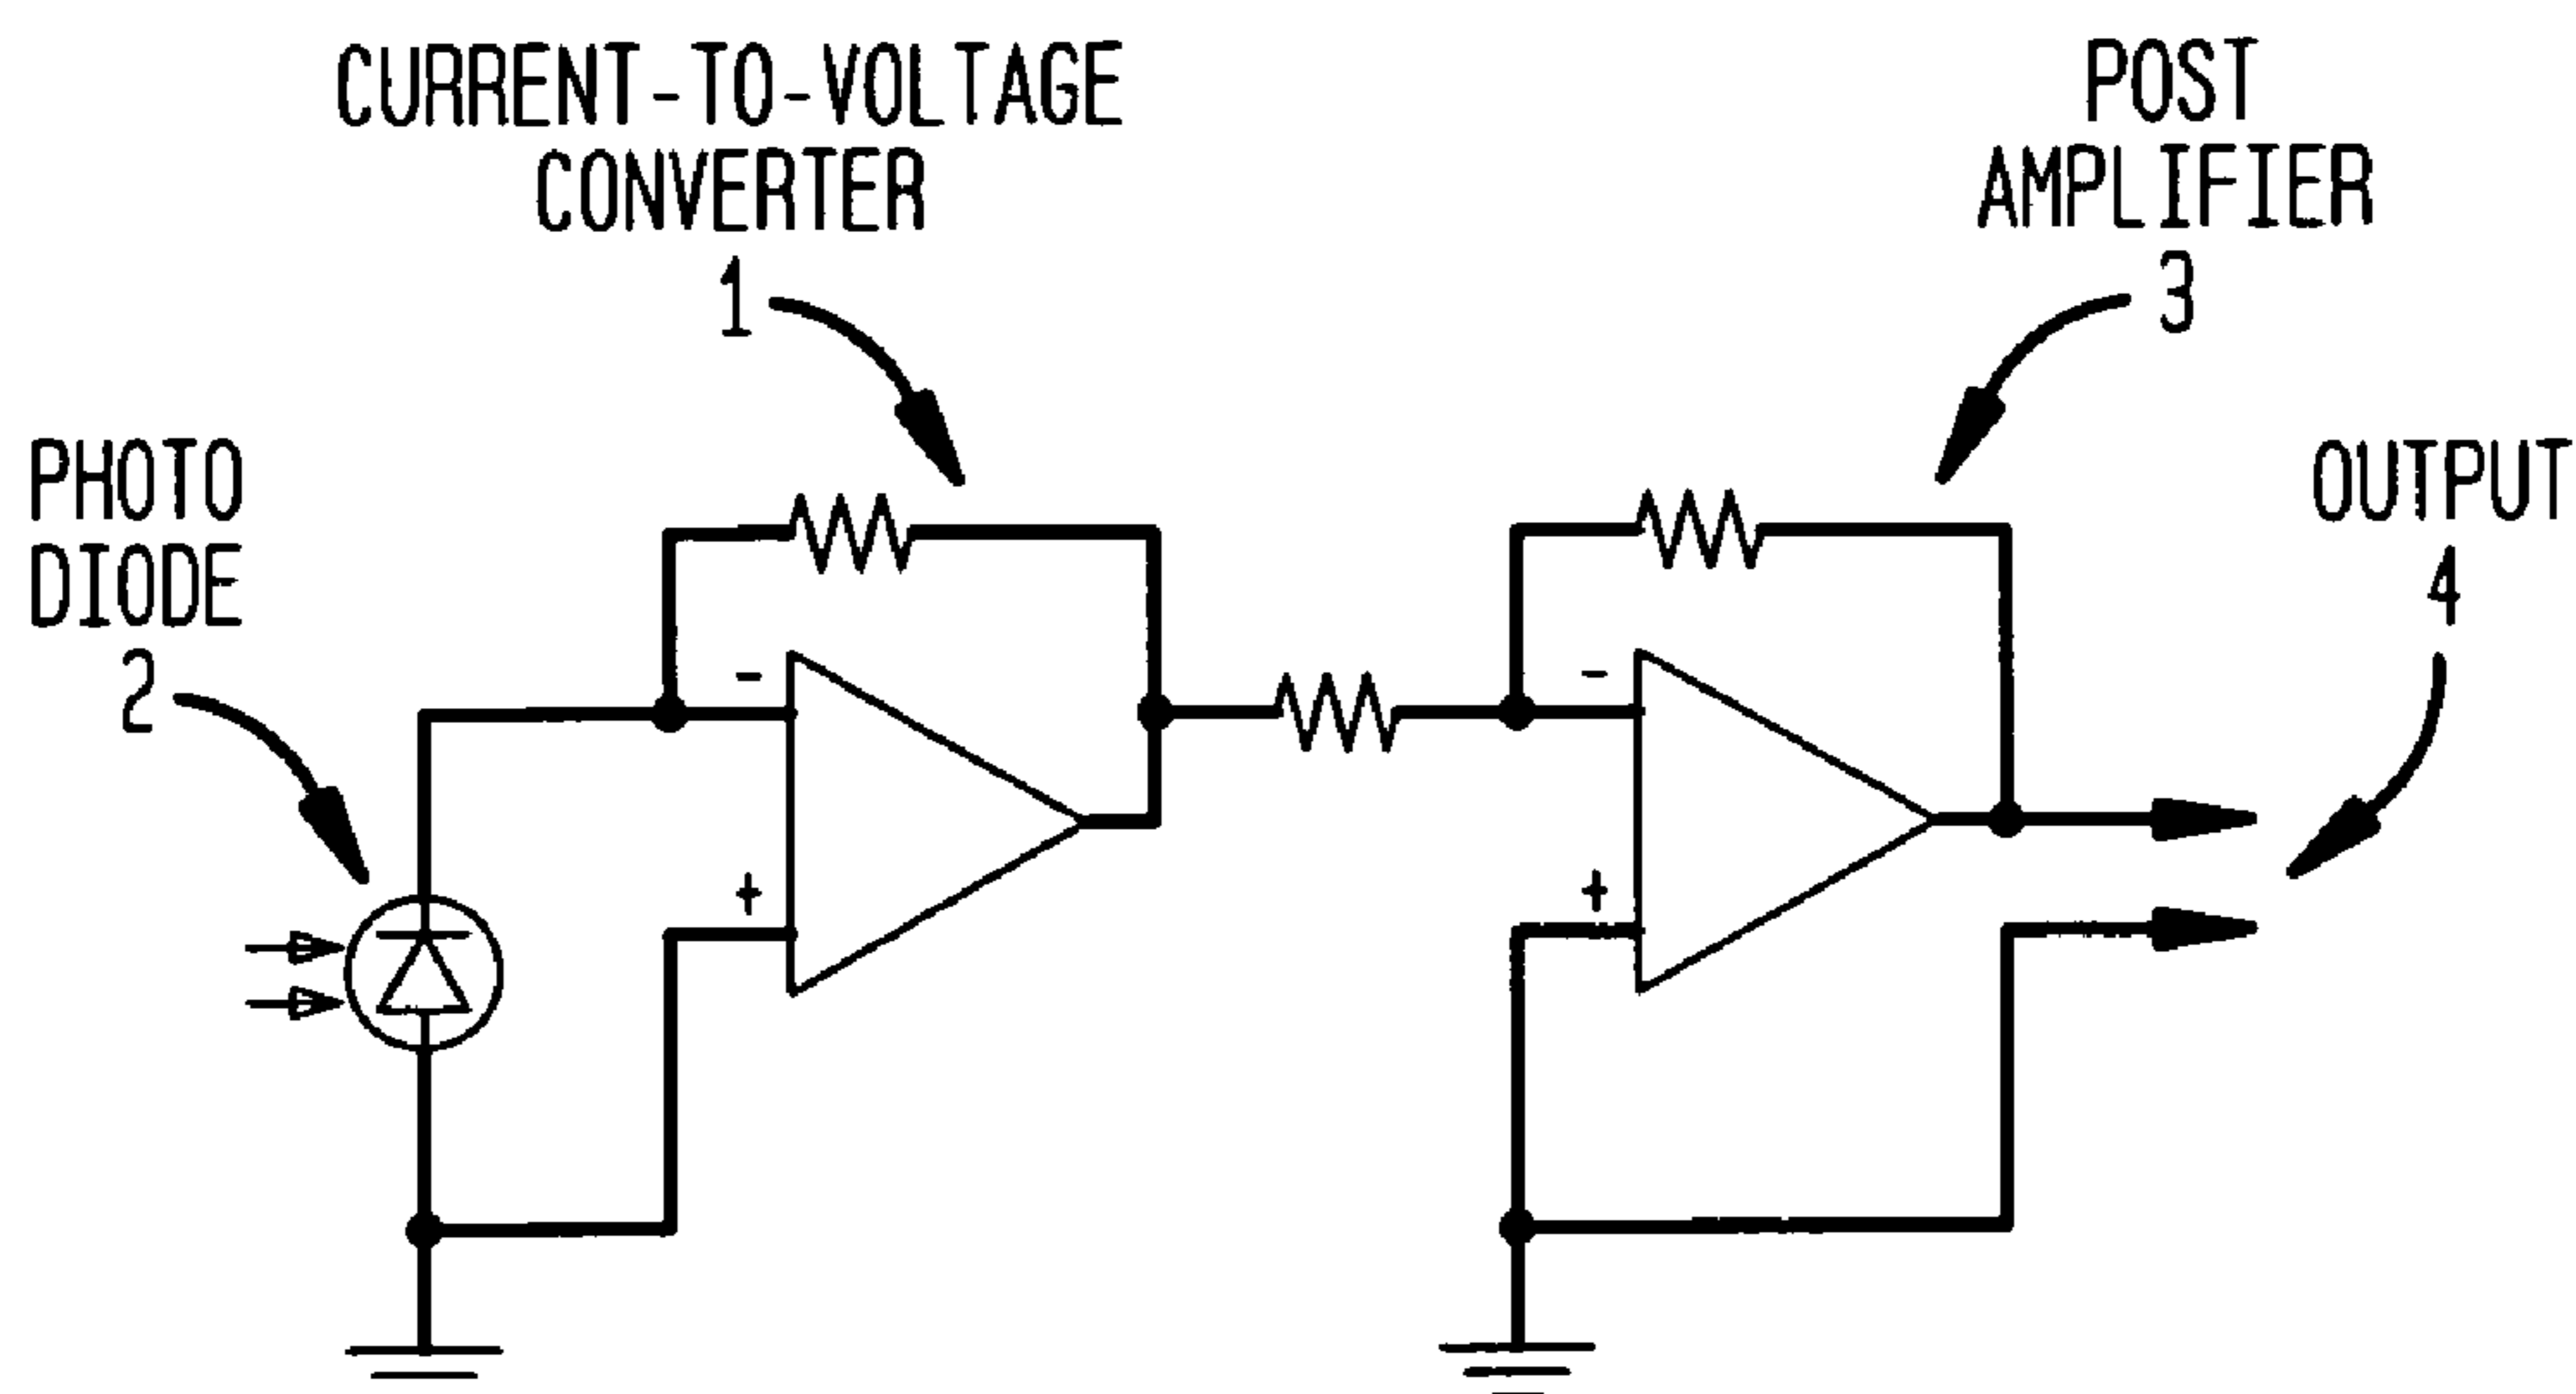 CURRENT-TO-VOLTAGE
CONVERTER
1
POST
AMPLIFIER
3
PHOTO
DIODE
2
OUTPUT
4
-
+
-
+